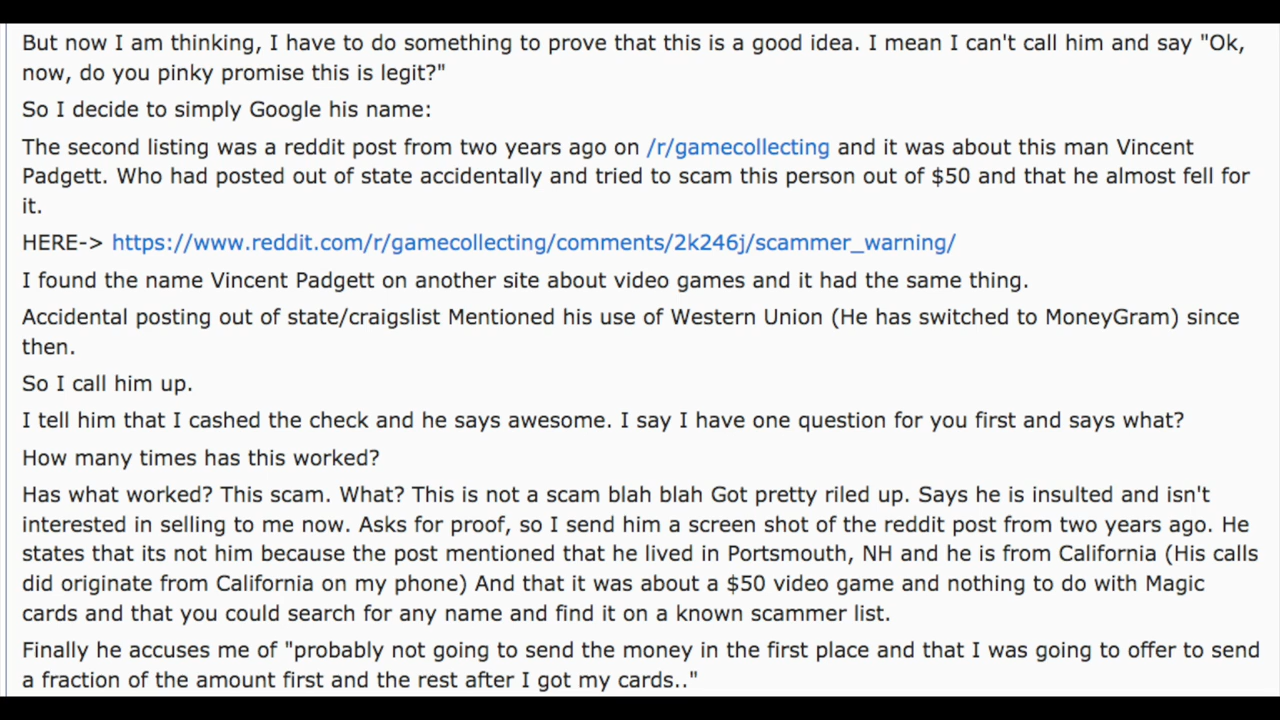 But now I am thinking, I have to do something to prove that this is a good idea. I mean I can't call him and say "Ok,
now, do you pinky promise this is legit?"
So I decide to simply Google his name:
The second listing was a reddit post from two years ago on /r/gamecollecting and it was about this man Vincent
Padgett. Who had posted out of state accidentally and tried to scam this person out of $50 and that he almost fell for
it.
HERE-> https://www.reddit.com/r/gamecollecting/comments/2k246j/scammer_warning/
I found the name Vincent Padgett on another site about video games and it had the same thing.
Accidental posting out of state/craigslist Mentioned his use of Western Union (He has switched to MoneyGram) since
then.
So I call him up.
I tell him that I cashed the check and he says awesome. I say I have one question for you first and says what?
How many times has this worked?
Has what worked? This scam. What? This is not a scam blah blah Got pretty riled up. Says he is insulted and isn't
interested in selling to me now. Asks for proof, so I send him a screen shot of the reddit post from two years ago. He
states that its not him because the post mentioned that he lived in Portsmouth, NH and he is from California (His calls
did originate from California on my phone) And that it was about a $50 video game and nothing to do with Magic
cards and that you could search for any name and find it on a known scammer list.
Finally he accuses me of "probably not going to send the money in the first place and that I was going to offer to send
a fraction of the amount first and the rest after I got my cards.."